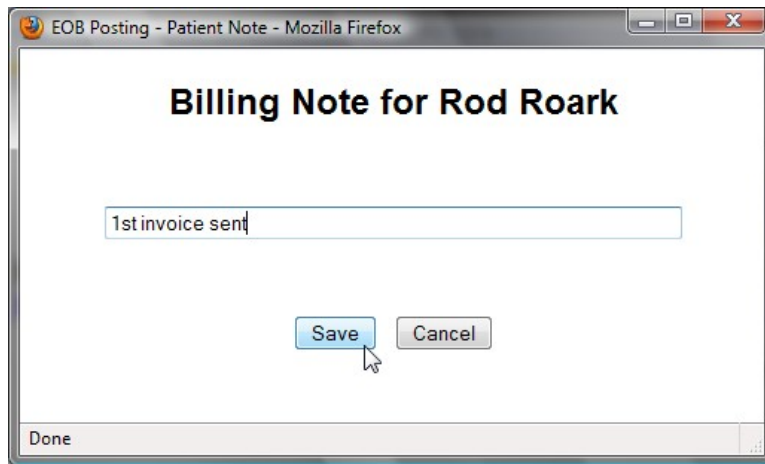 EOB Posting - Patient Note - Mozilla Firefox
Billing Note for Rod Roark
1st invoice sent
Save Cancel
Done